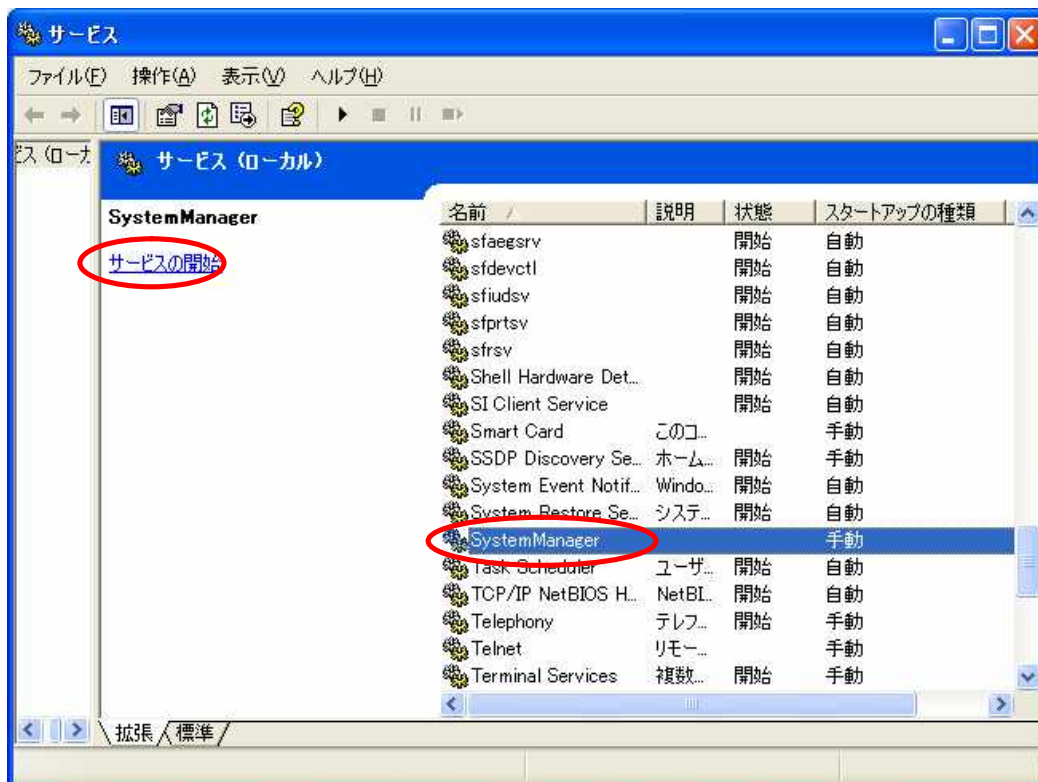 サービス
ファイル(F) 操作(A) 表示(V) ヘルプ(H)
ビス (ローカ
サービス (ローカル)
SystemManager
サービスの開始
名前 説明 状態 スタートアップの種類
sfaegsrv 開始 自動
sfdevctl 開始 自動
sfiudsv 開始 自動
sfprtsv 開始 自動
sfrsv 開始 自動
Shell Hardware Det... 開始 自動
SI Client Service 開始 自動
Smart Card このコ... 手動
SSDP Discovery Se... ホーム... 開始 手動
System Event Notif... Windo... 開始 自動
System Restore Se... システ... 開始 自動
SystemManager 手動
Task Scheduler ユーザ... 開始 自動
TCP/IP NetBIOS H... NetBI... 開始 自動
Telephony テレフ... 開始 手動
Telnet リモー... 手動
Terminal Services 複数... 開始 手動
拡張 標準